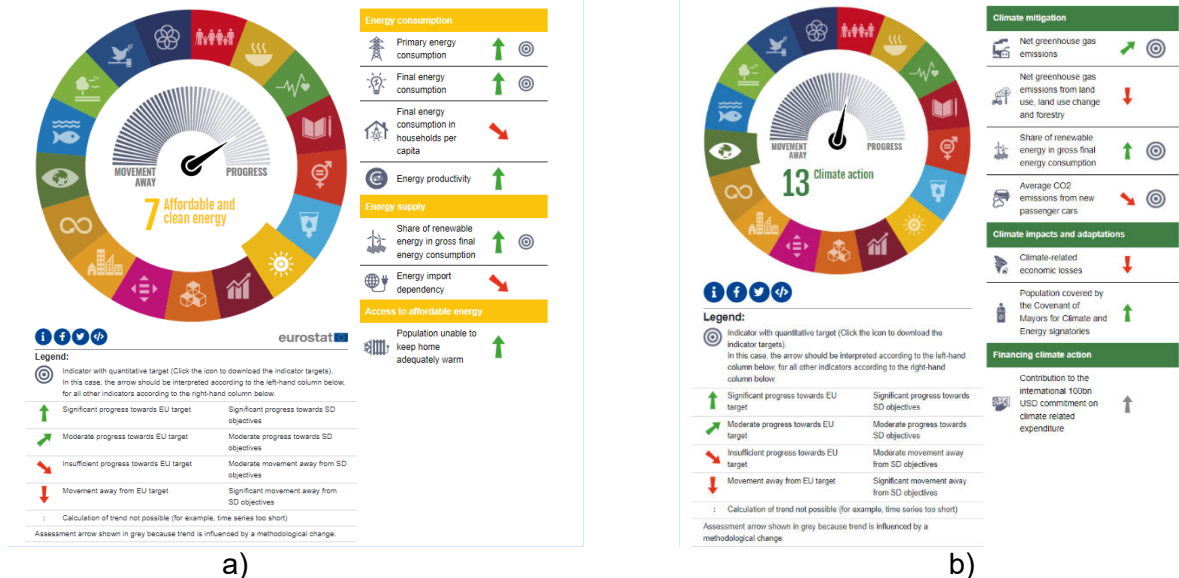 MOVEMENT
AWAY
PROGRESS
7 Affordable and
clean energy
eurostat
Legend:
Indicator with quantitative target (Click the icon to download the indicator targets).
In this case, the arrow should be interpreted according to the left-hand column below,
for all other indicators according to the right-hand column below.
Significant progress towards EU target
Significant progress towards SD
objectives
Moderate progress towards EU target
Moderate progress towards SD
objectives
Insufficient progress towards EU target
Moderate movement away from SD
objectives
Movement away from EU target
Significant movement away from
SD objectives
: Calculation of trend not possible (for example, time series too short)
Assessment arrow shown in grey because trend is influenced by a methodological change.
Energy consumption
Primary energy
consumption
Final energy
consumption
Final energy
consumption in
households per
capita
Energy productivity
Energy supply
Share of renewable
energy in gross final
energy consumption
Energy import
dependency
Access to affordable energy
Population unable to
keep home
adequately warm
a)
MOVEMENT
AWAY
PROGRESS
13 Climate action
Legend:
Indicator with quantitative target (Click the icon to download the
indicator targets).
In this case, the arrow should be interpreted according to the left-hand
column below, for all other indicators according to the right-hand
column below.
Significant progress towards EU
target
Significant progress towards
SD objectives
Moderate progress towards EU
target
Moderate progress towards
SD objectives
Insufficient progress towards EU
target
Moderate movement away
from SD objectives
Movement away from EU target
Significant movement away
from SD objectives
: Calculation of trend not possible (for example, time series too short)
Assessment arrow shown in grey because trend is influenced by a
methodological change.
Climate mitigation
Net greenhouse gas
emissions
Net greenhouse gas
emissions from land
use, land use change
and forestry
Share of renewable
energy in gross final
energy consumption
Average CO2
emissions from new
passenger cars
Climate impacts and adaptations
Climate-related
economic losses
Population covered by
the Covenant of
Mayors for Climate and
Energy signatories
Financing climate action
Contribution to the
international 100bn
USD commitment on
climate related
expenditure
b)